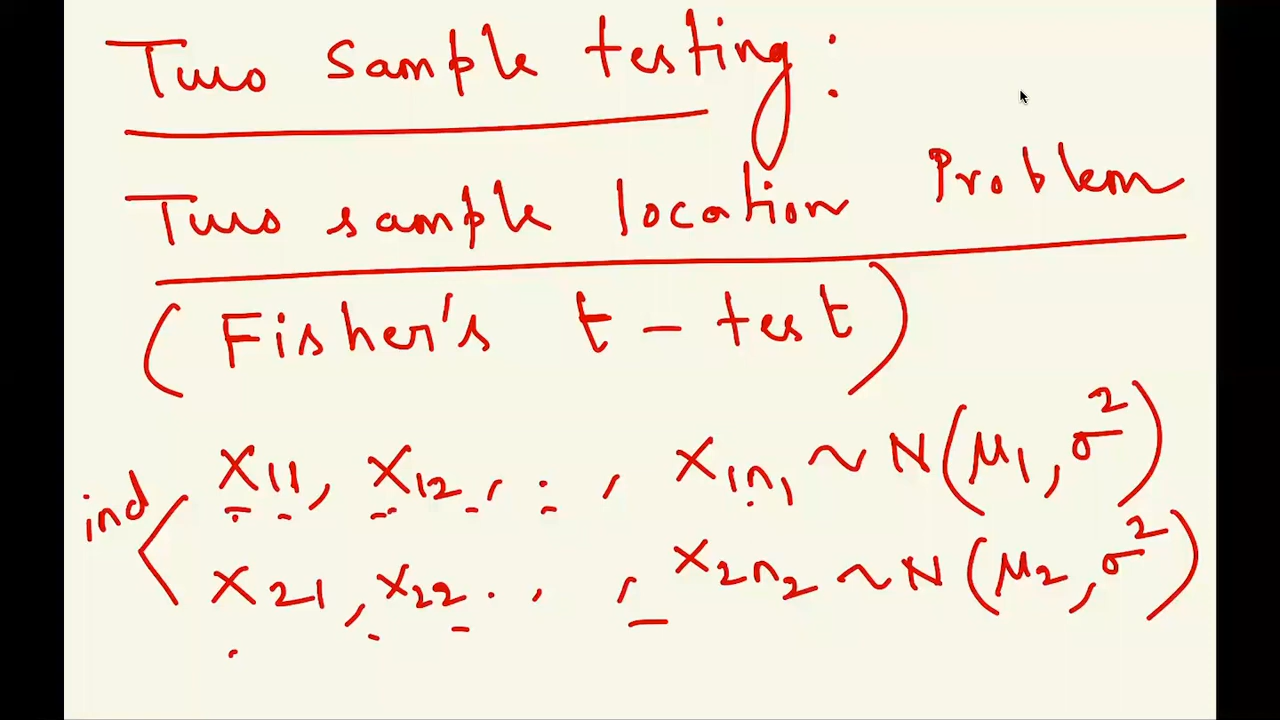 Two sample testing:
Two sample location Problem
(Fisher's t-test)
ind < X₁₁, X₁₂, . , X₁ₙ₁ ~ N(μ₁, σ²)
X₂₁, X₂₂ . , , X₂ₙ₂ ~ N(μ₂, σ²)